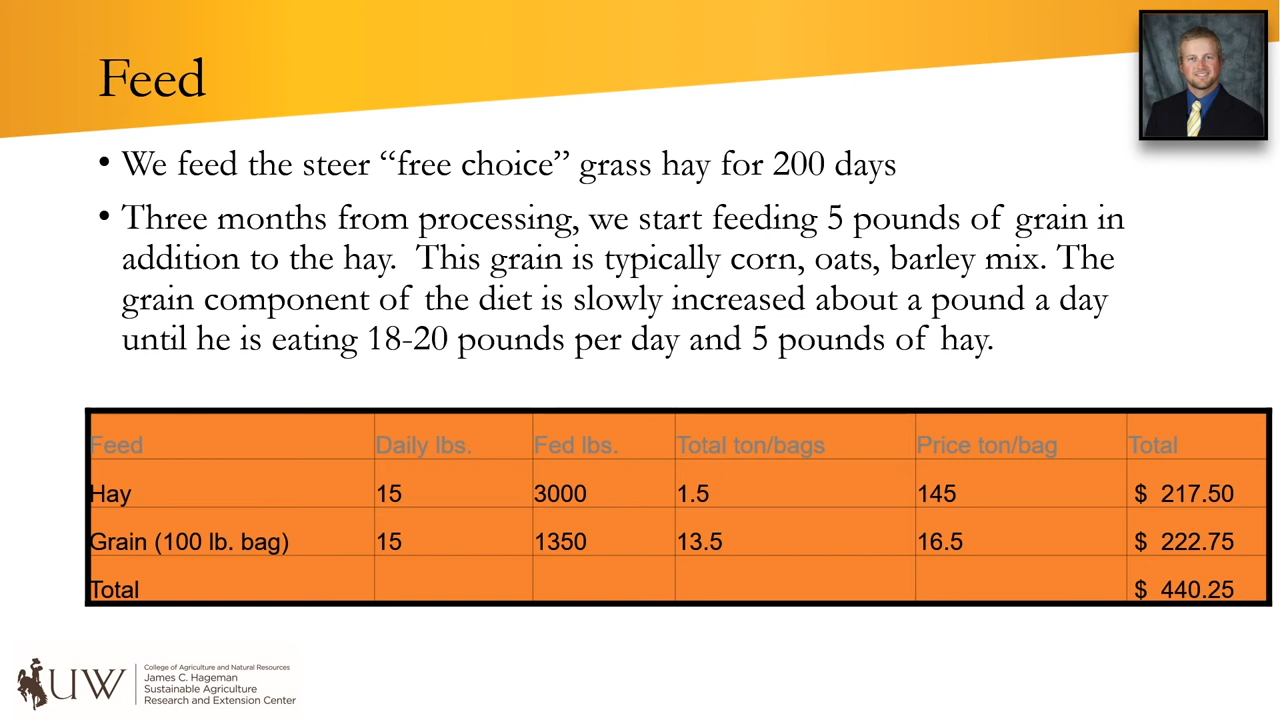 Feed
• We feed the steer “free choice” grass hay for 200 days
• Three months from processing, we start feeding 5 pounds of grain in
addition to the hay.  This grain is typically corn, oats, barley mix. The
grain component of the diet is slowly increased about a pound a day
until he is eating 18-20 pounds per day and 5 pounds of hay.
Feed Daily lbs. Fed lbs. Total ton/bags Price ton/bag Total
Hay 15 3000 1.5 145 $ 217.50
Grain (100 lb. bag) 15 1350 13.5 16.5 $ 222.75
Total $ 440.25
UW
College of Agriculture and Natural Resources
James C. Hageman
Sustainable Agriculture
Research and Extension Center